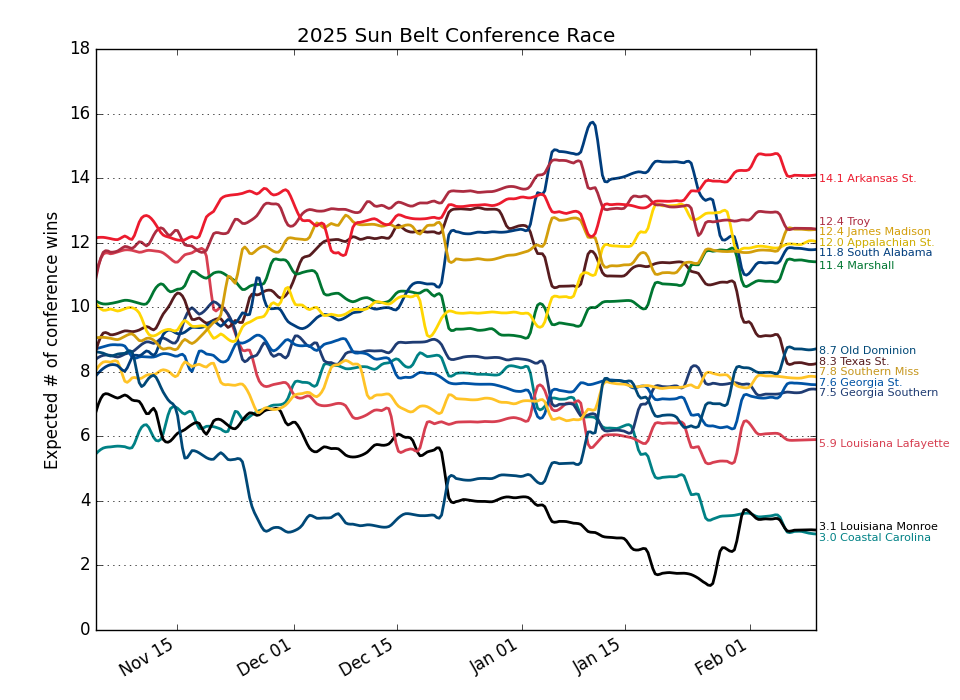 2025 Sun Belt Conference Race
Expected # of conference wins
18
16
14
12
10
8
6
4
2
0
Nov 15
Dec 01
Dec 15
Jan 01
Jan 15
Feb 01
14.1 Arkansas St.
12.4 Troy
12.4 James Madison
12.0 Appalachian St.
11.8 South Alabama
11.4 Marshall
8.7 Old Dominion
8.3 Texas St.
7.8 Southern Miss
7.6 Georgia St.
7.5 Georgia Southern
5.9 Louisiana Lafayette
3.1 Louisiana Monroe
3.0 Coastal Carolina